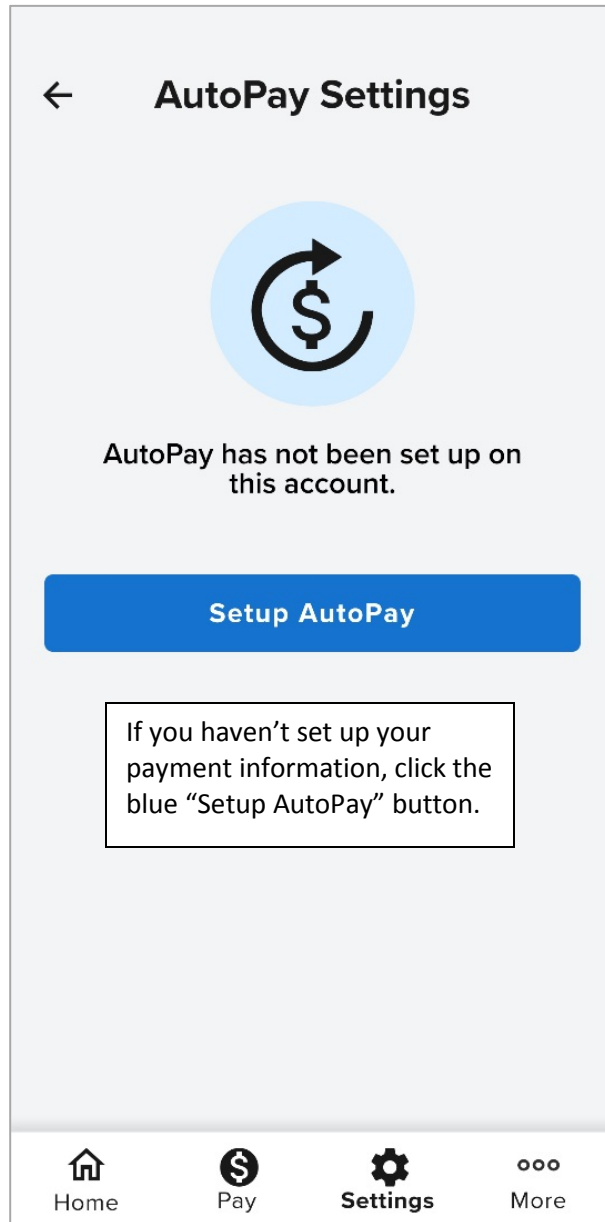 AutoPay Settings
AutoPay has not been set up on
this account.
Setup AutoPay
If you haven’t set up your
payment information, click the
blue “Setup AutoPay” button.
Home Pay Settings More